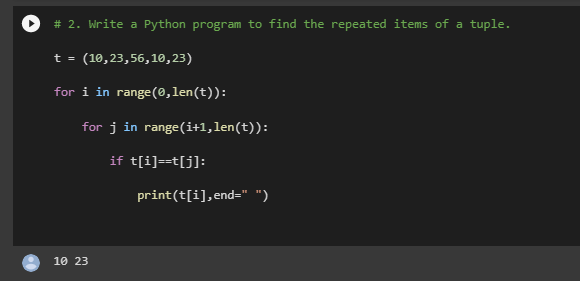 # 2. Write a Python program to find the repeated items of a tuple.
t = (10,23,56,10,23)
for i in range(0,len(t)):
    for j in range(i+1,len(t)):
        if t[i]==t[j]:
            print(t[i],end=" ")
10 23